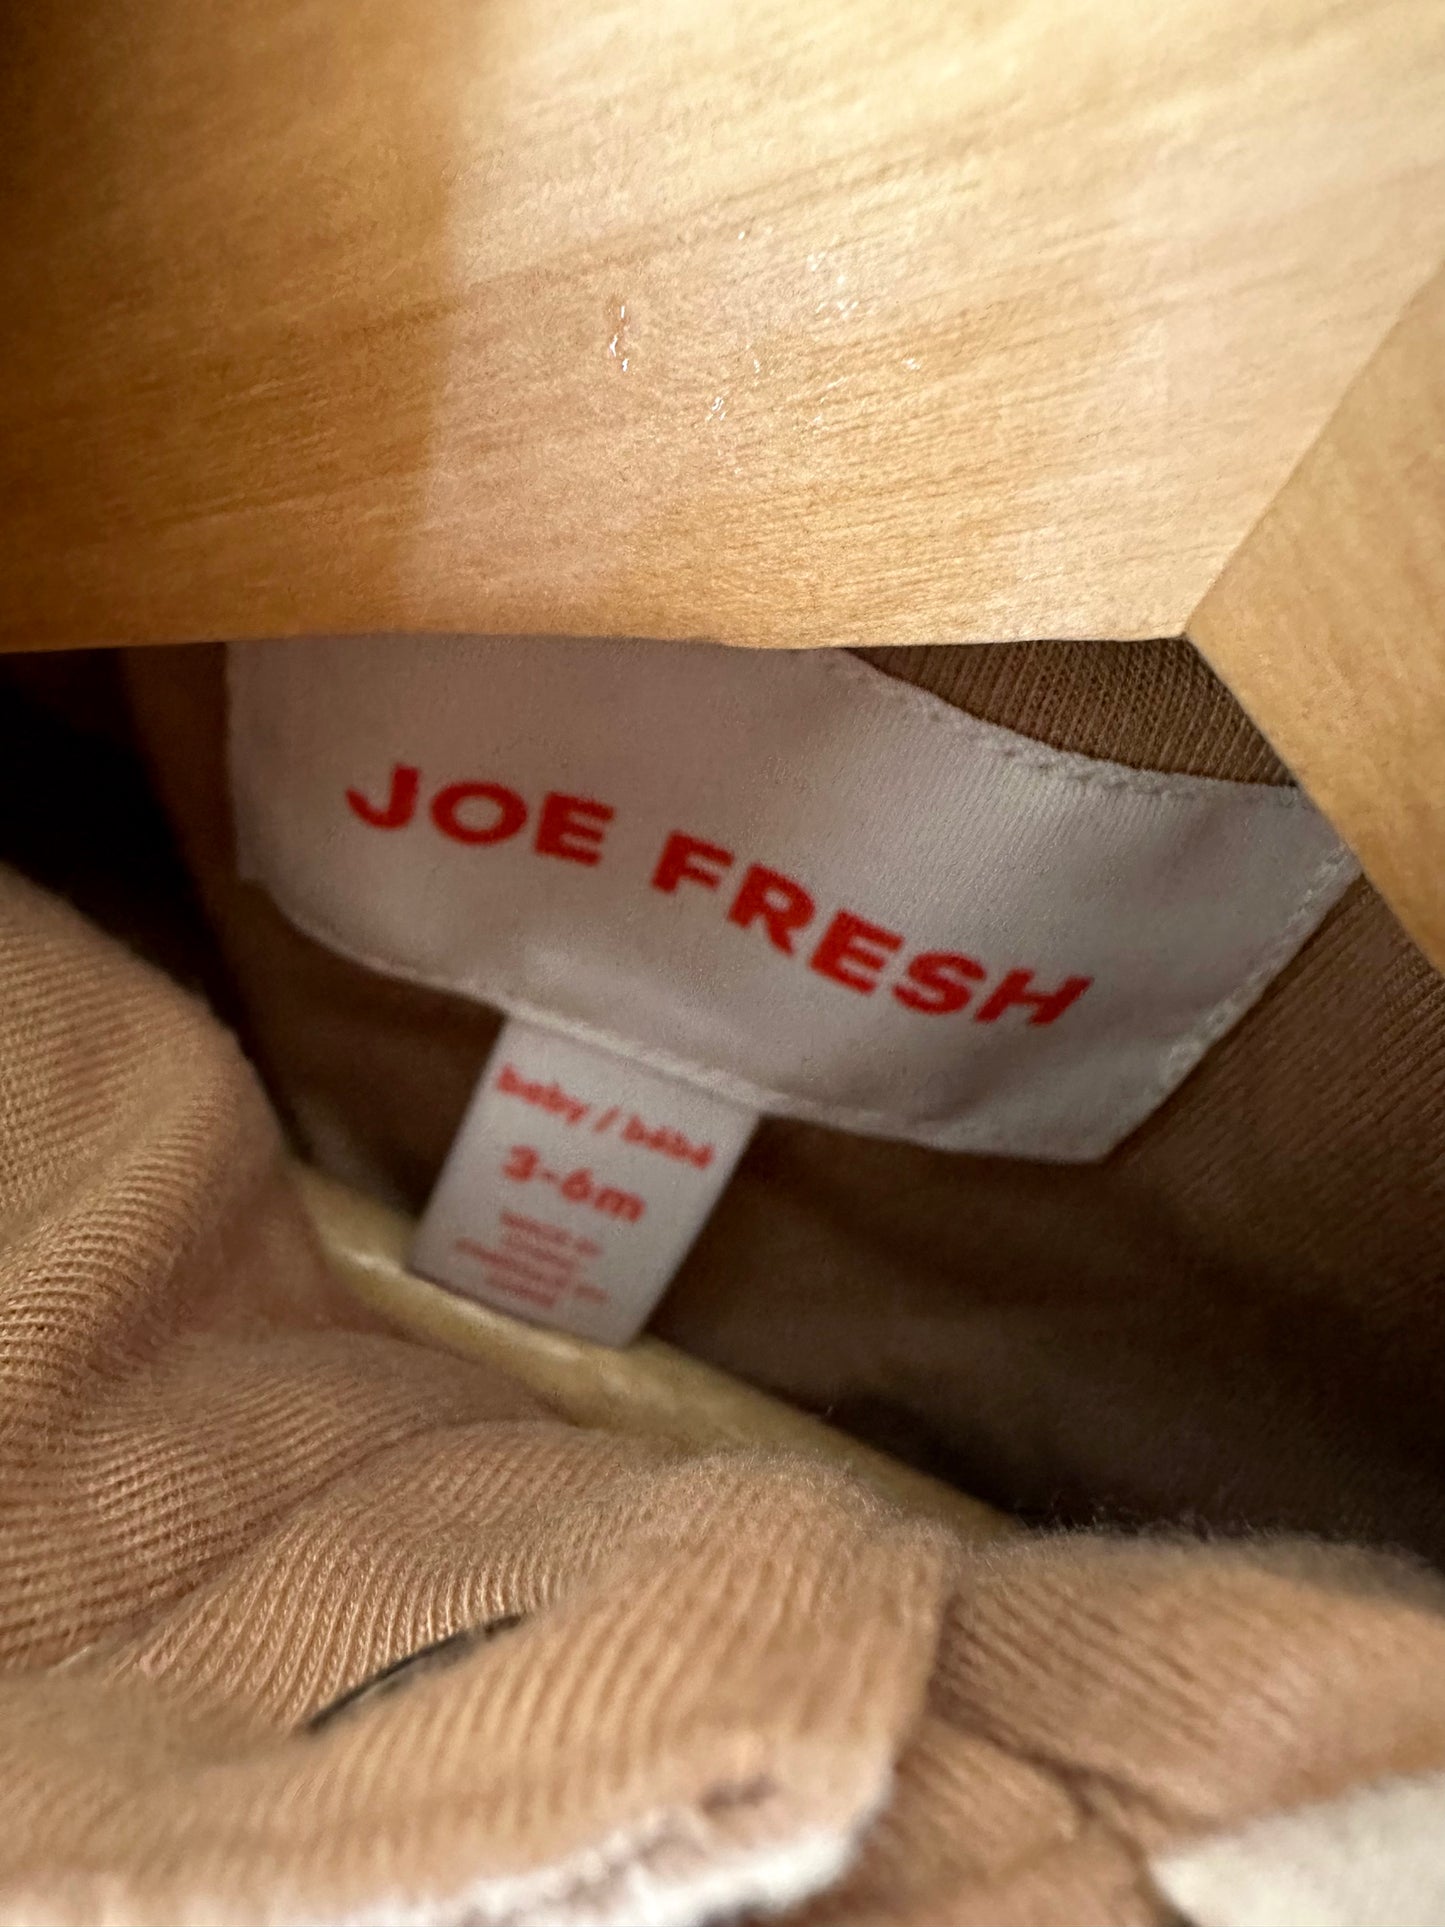 JOE FRESH
baby / bébé
3-6m